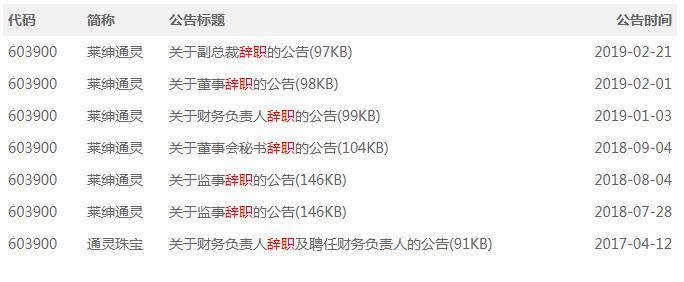 代码 简称 公告标题 公告时间
603900 莱绅通灵 关于副总裁辞职的公告(97KB) 2019-02-21
603900 莱绅通灵 关于董事辞职的公告(98KB) 2019-02-01
603900 莱绅通灵 关于财务负责人辞职的公告(99KB) 2019-01-03
603900 莱绅通灵 关于董事会秘书辞职的公告(104KB) 2018-09-04
603900 莱绅通灵 关于监事辞职的公告(146KB) 2018-08-04
603900 莱绅通灵 关于监事辞职的公告(146KB) 2018-07-28
603900 通灵珠宝 关于财务负责人辞职及聘任财务负责人的公告(91KB) 2017-04-12